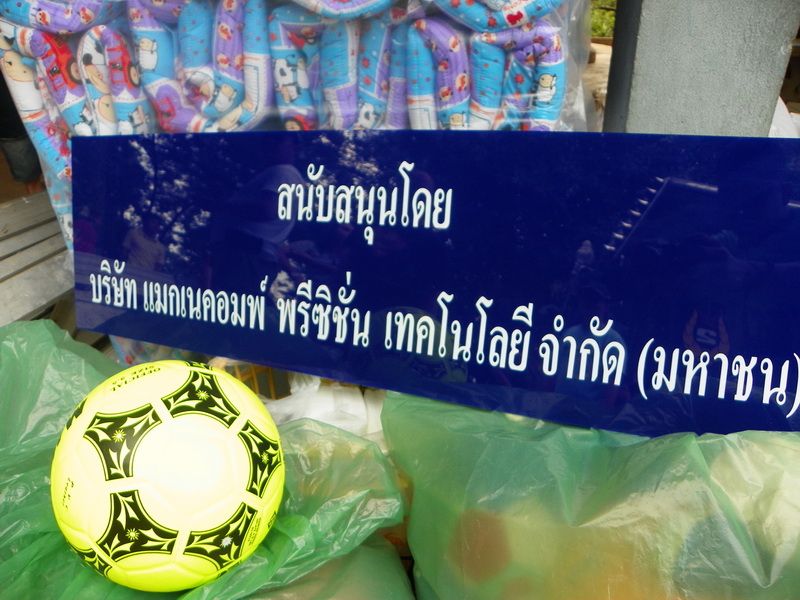 สนับสนุนโดย
บริษัท แมกเนคอมพ์ พรีซิชั่น เทคโนโลยี จำกัด (มหาชน)